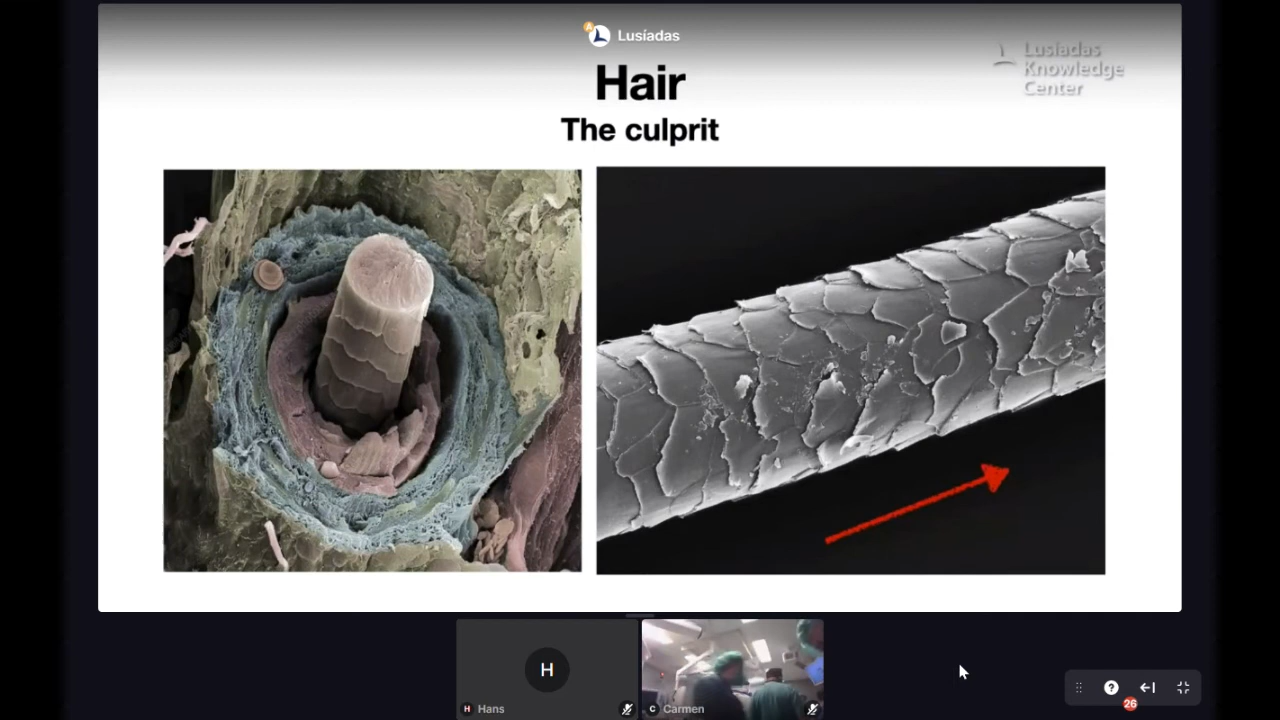 Lusíadas
Lusíadas
Knowledge
Center
Hair
The culprit
H
H Hans
C Carmen
26